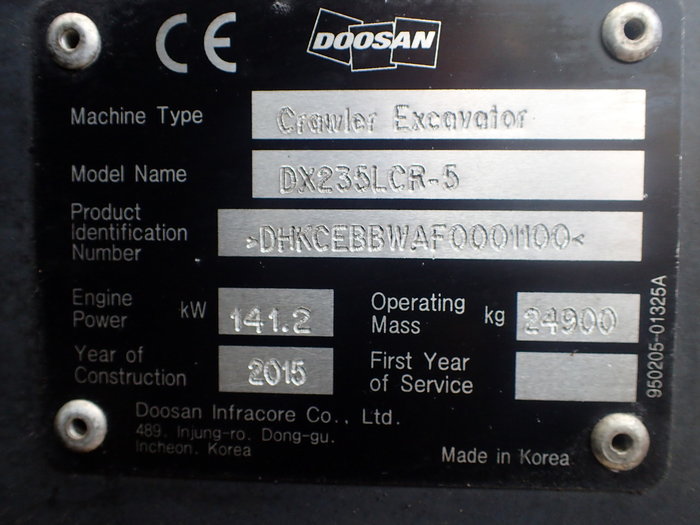 CE DOOSAN
Machine Type Crawler Excavator
Model Name DX235LCR-5
Product
Identification
Number >DHKCEBBWAF0001100<
Engine
Power kW 141.2 Operating
Mass kg 24900
Year of
Construction 2015 First Year
of Service
950205-01325A
Doosan Infracore Co., Ltd.
489. Injung-ro. Dong-gu.
Incheon. Korea
Made in Korea